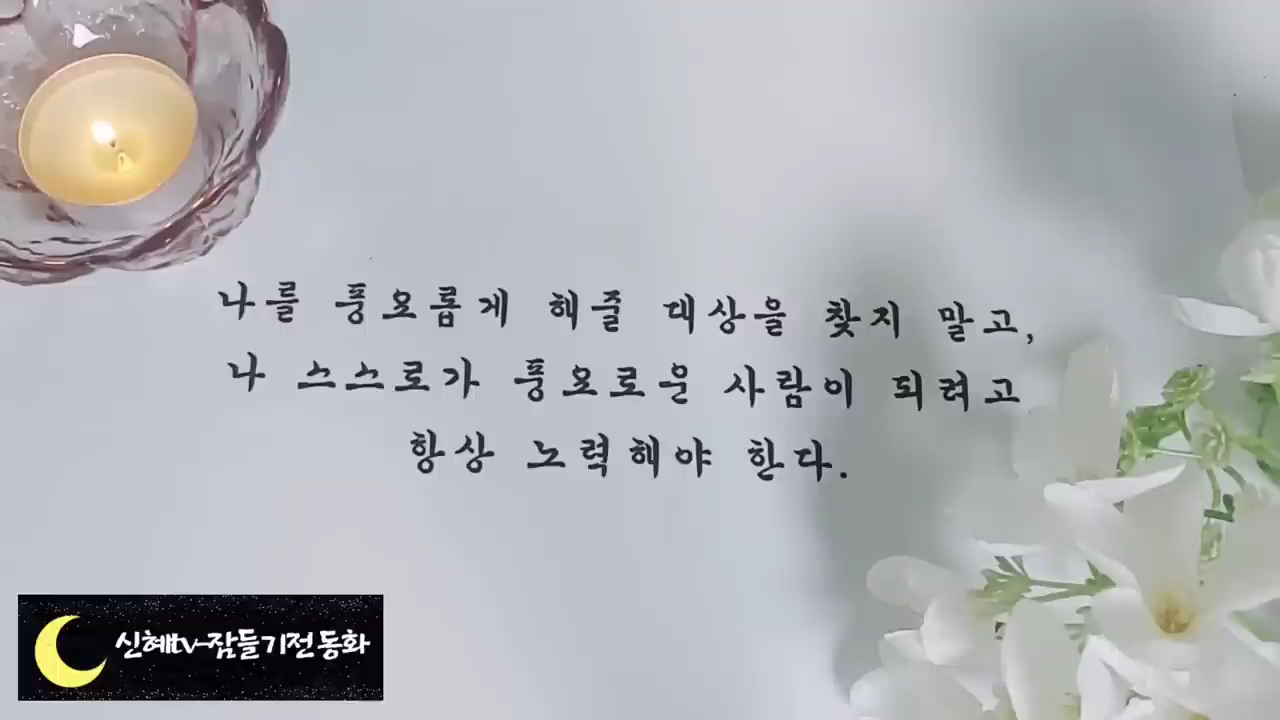 나를 풍요롭게 해줄 대상을 찾지 말고,
나 스스로가 풍요로운 사람이 되려고
항상 노력해야 한다.
신혜tv-잠들기전 동화